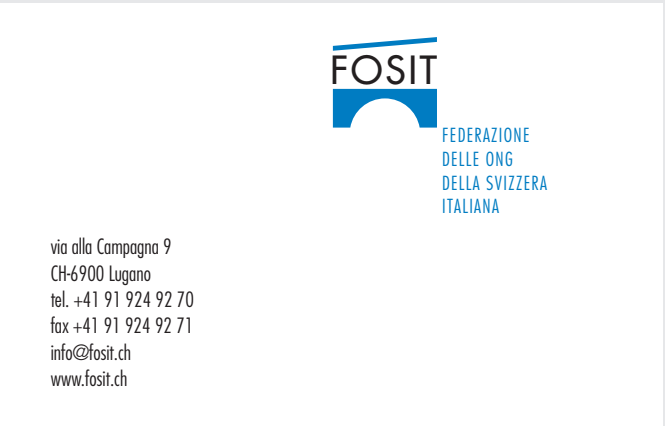 FOSIT
FEDERAZIONE
DELLE ONG
DELLA SVIZZERA
ITALIANA
via alla Campagna 9
CH-6900 Lugano
tel. +41 91 924 92 70
fax +41 91 924 92 71
info@fosit.ch
www.fosit.ch